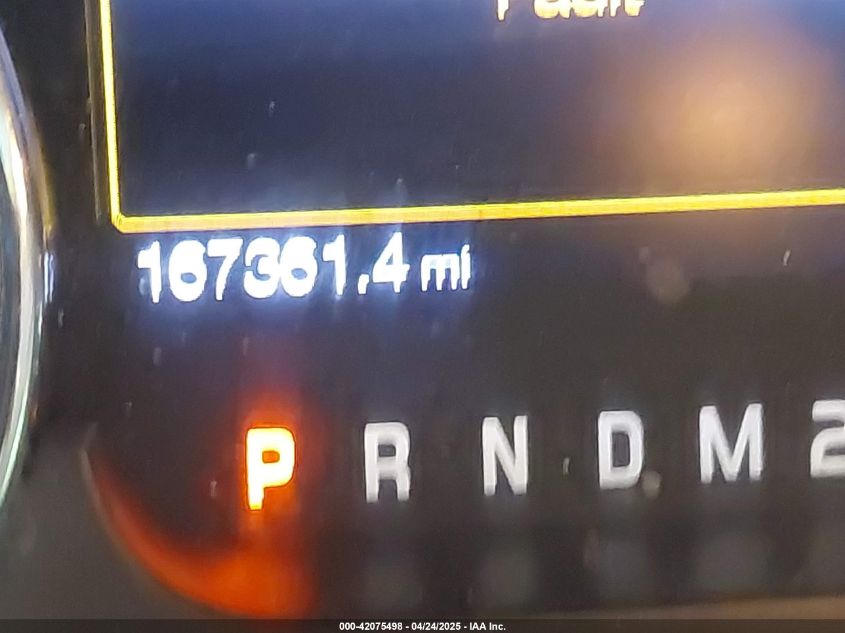 167361.4 mi
P R N D M 2
000-42075498 - 04/24/2025 - IAA Inc.